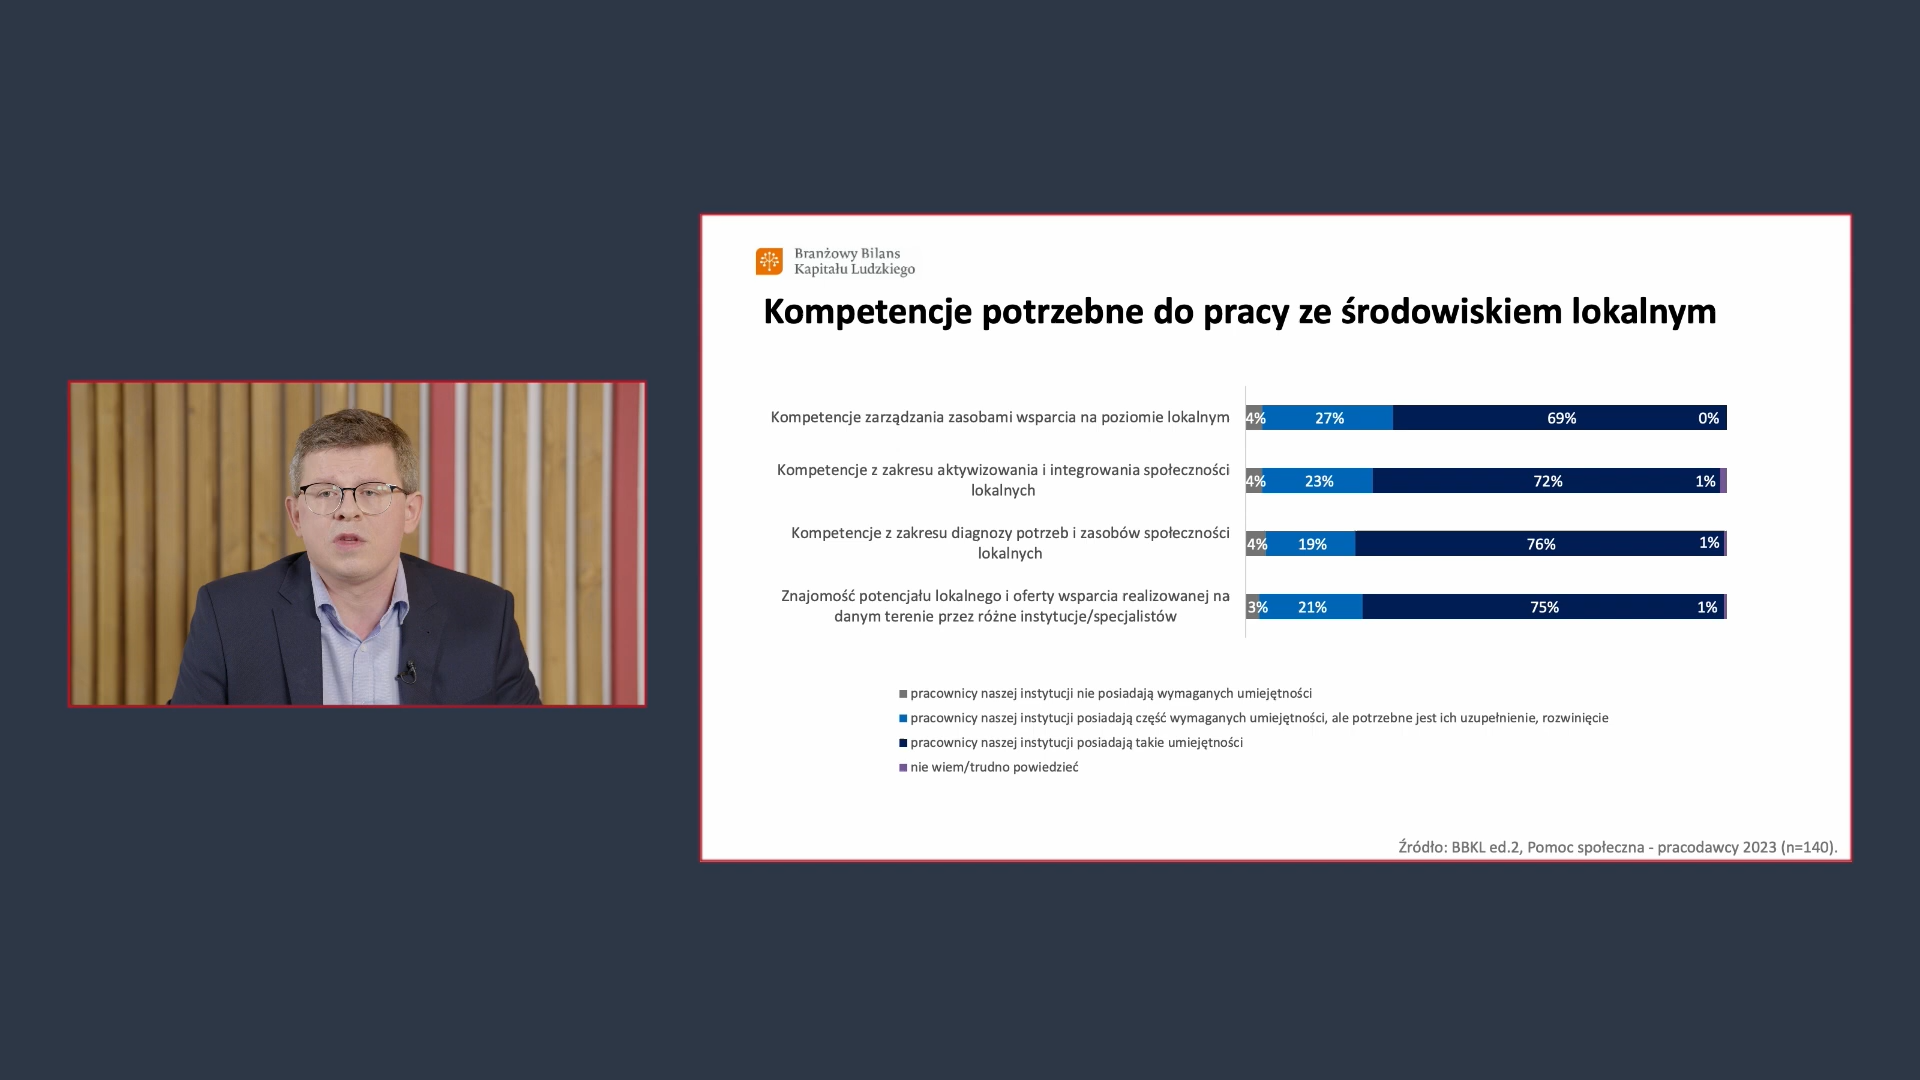 Branżowy Bilans
Kapitału Ludzkiego
Kompetencje potrzebne do pracy ze środowiskiem lokalnym
Kompetencje zarządzania zasobami wsparcia na poziomie lokalnym
4% 27% 69% 0%
Kompetencje z zakresu aktywizowania i integrowania społeczności
lokalnych
4% 23% 72% 1%
Kompetencje z zakresu diagnozy potrzeb i zasobów społeczności
lokalnych
4% 19% 76% 1%
Znajomość potencjału lokalnego i oferty wsparcia realizowanej na
danym terenie przez różne instytucje/specjalistów
3% 21% 75% 1%
pracownicy naszej instytucji nie posiadają wymaganych umiejętności
pracownicy naszej instytucji posiadają część wymaganych umiejętności, ale potrzebne jest ich uzupełnienie, rozwinięcie
pracownicy naszej instytucji posiadają takie umiejętności
nie wiem/trudno powiedzieć
Źródło: BBKL ed.2, Pomoc społeczna - pracodawcy 2023 (n=140).